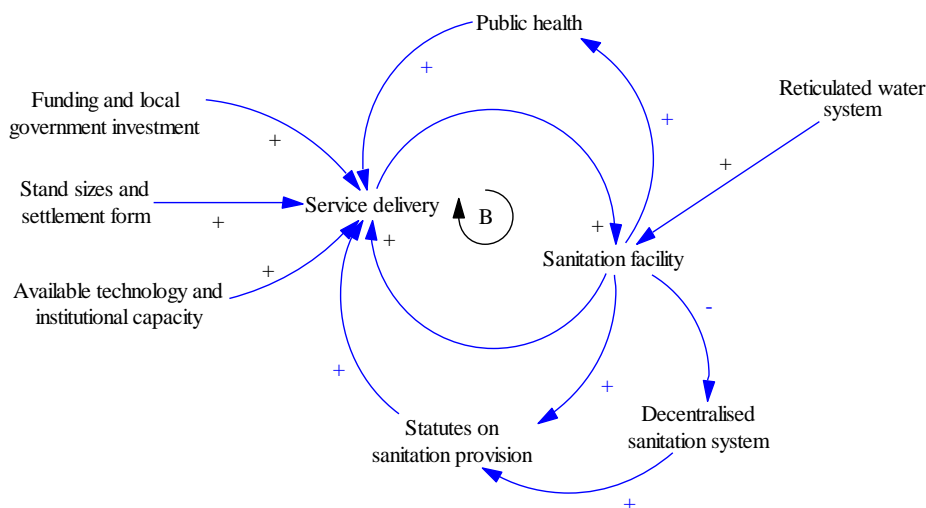 Public health
+
+
Reticulated water
system
Funding and local
government investment
+
+
Stand sizes and
settlement form
+
Service delivery
B
+
+
Sanitation facility
Available technology and
institutional capacity
+
-
+
+
Statutes on
sanitation provision
Decentralised
sanitation system
+